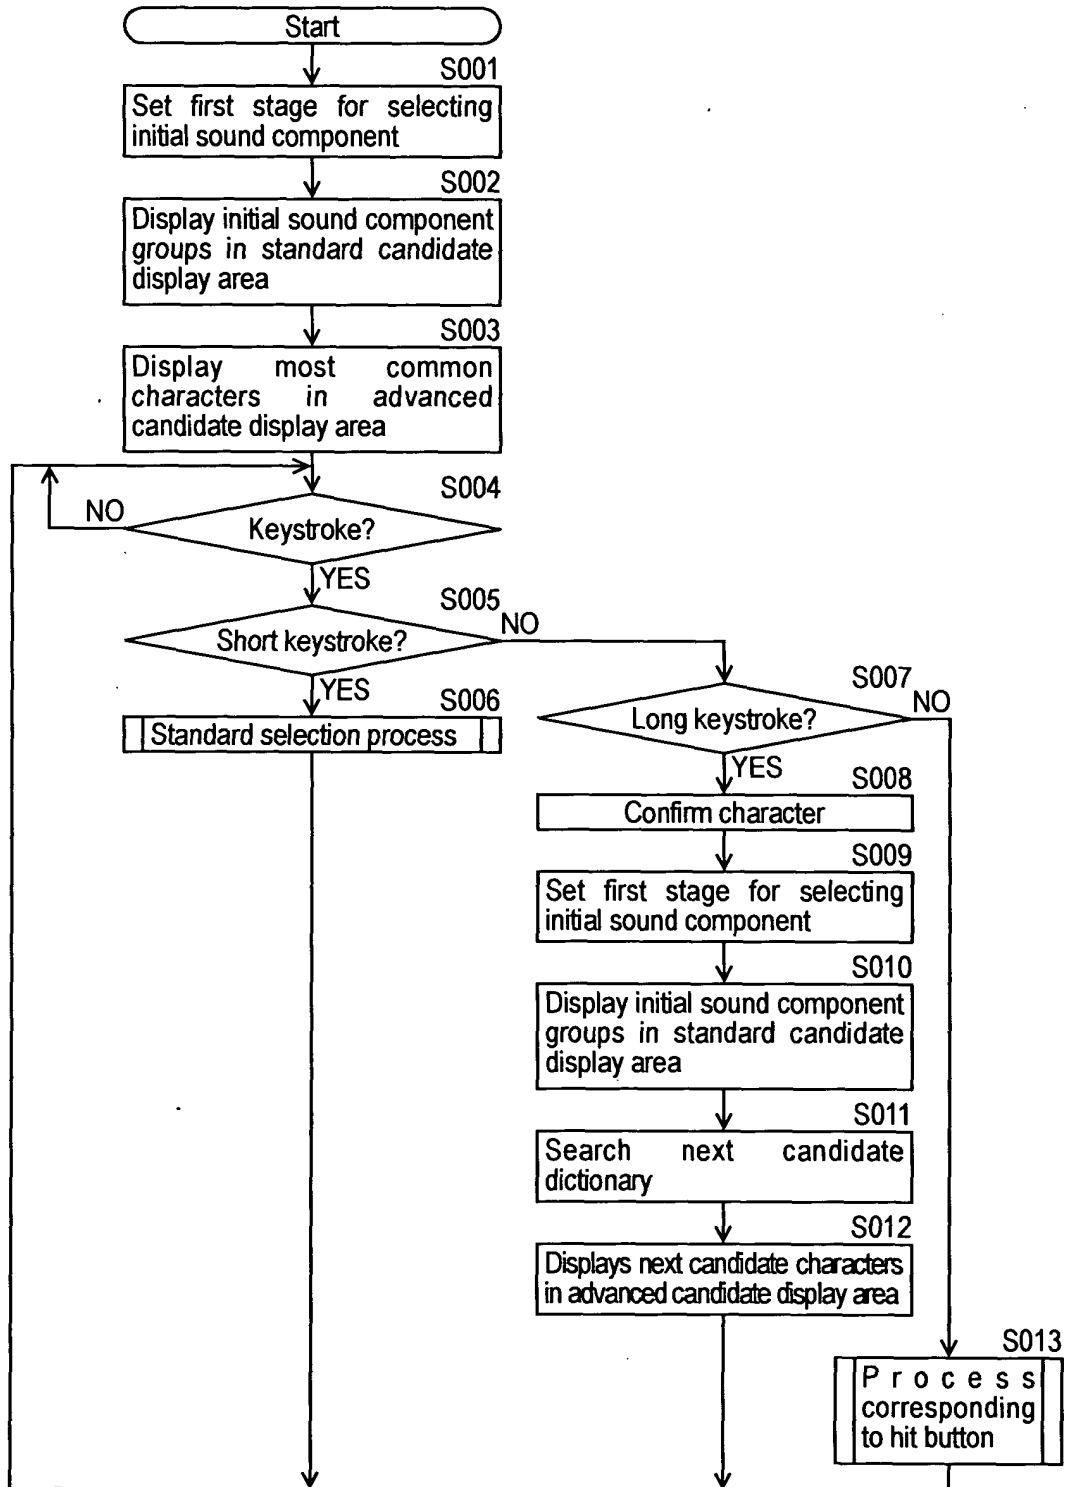 Start
S001
Set first stage for selecting
initial sound component
S002
Display initial sound component
groups in standard candidate
display area
S003
Display most common
characters in advanced
candidate display area
S004
NO
Keystroke?
YES
S005
NO
Short keystroke?
YES
S006
Standard selection process
S007
NO
Long keystroke?
YES
S008
Confirm character
S009
Set first stage for selecting
initial sound component
S010
Display initial sound component
groups in standard candidate
display area
S011
Search next candidate
dictionary
S012
Displays next candidate characters
in advanced candidate display area
S013
Process
corresponding
to hit button